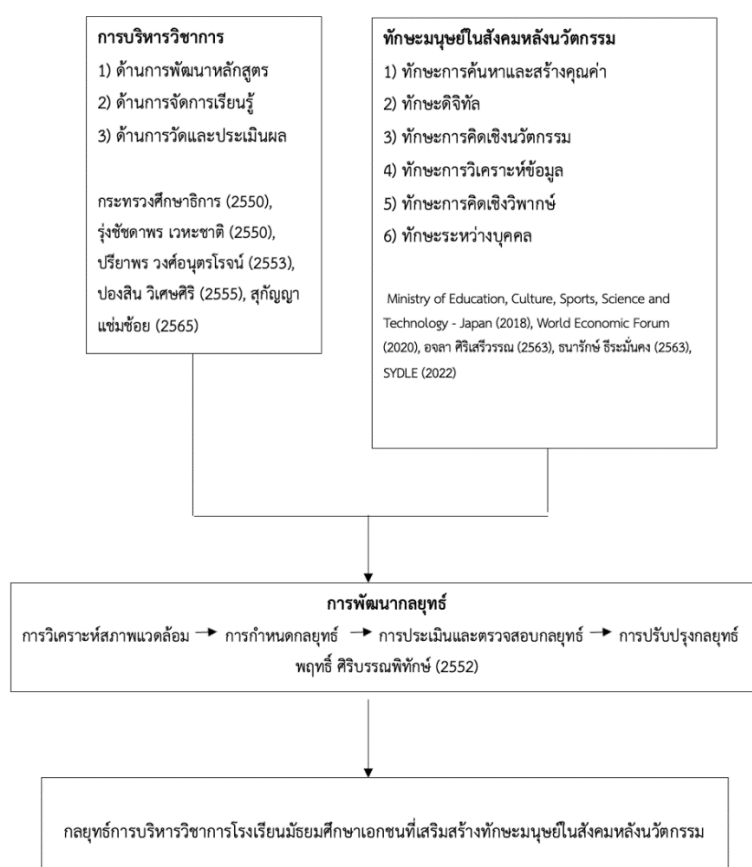 การบริหารวิชาการ
1) ด้านการพัฒนาหลักสูตร
2) ด้านการจัดการเรียนรู้
3) ด้านการวัดและประเมินผล
กระทรวงศึกษาธิการ (2550),
รุ่งชัชดาพร เวหะชาติ (2550),
ปรียาพร วงศ์อนุตรโรจน์ (2553),
ปองสิน วิเศษศิริ (2555), สุกัญญา
แช่มช้อย (2565)
ทักษะมนุษย์ในสังคมหลังนวัตกรรม
1) ทักษะการค้นหาและสร้างคุณค่า
2) ทักษะดิจิทัล
3) ทักษะการคิดเชิงนวัตกรรม
4) ทักษะการวิเคราะห์ข้อมูล
5) ทักษะการคิดเชิงวิพากษ์
6) ทักษะระหว่างบุคคล
Ministry of Education, Culture, Sports, Science and
Technology - Japan (2018), World Economic Forum
(2020), อจลา ศิริเสรีวรรณ (2563), ธนารักษ์ ธีระมั่นคง (2563),
SYDLE (2022)
การพัฒนากลยุทธ์
การวิเคราะห์สภาพแวดล้อม → การกำหนดกลยุทธ์ → การประเมินและตรวจสอบกลยุทธ์ → การปรับปรุงกลยุทธ์
พฤทธิ์ ศิริบรรณพิทักษ์ (2552)
กลยุทธ์การบริหารวิชาการโรงเรียนมัธยมศึกษาเอกชนที่เสริมสร้างทักษะมนุษย์ในสังคมหลังนวัตกรรม